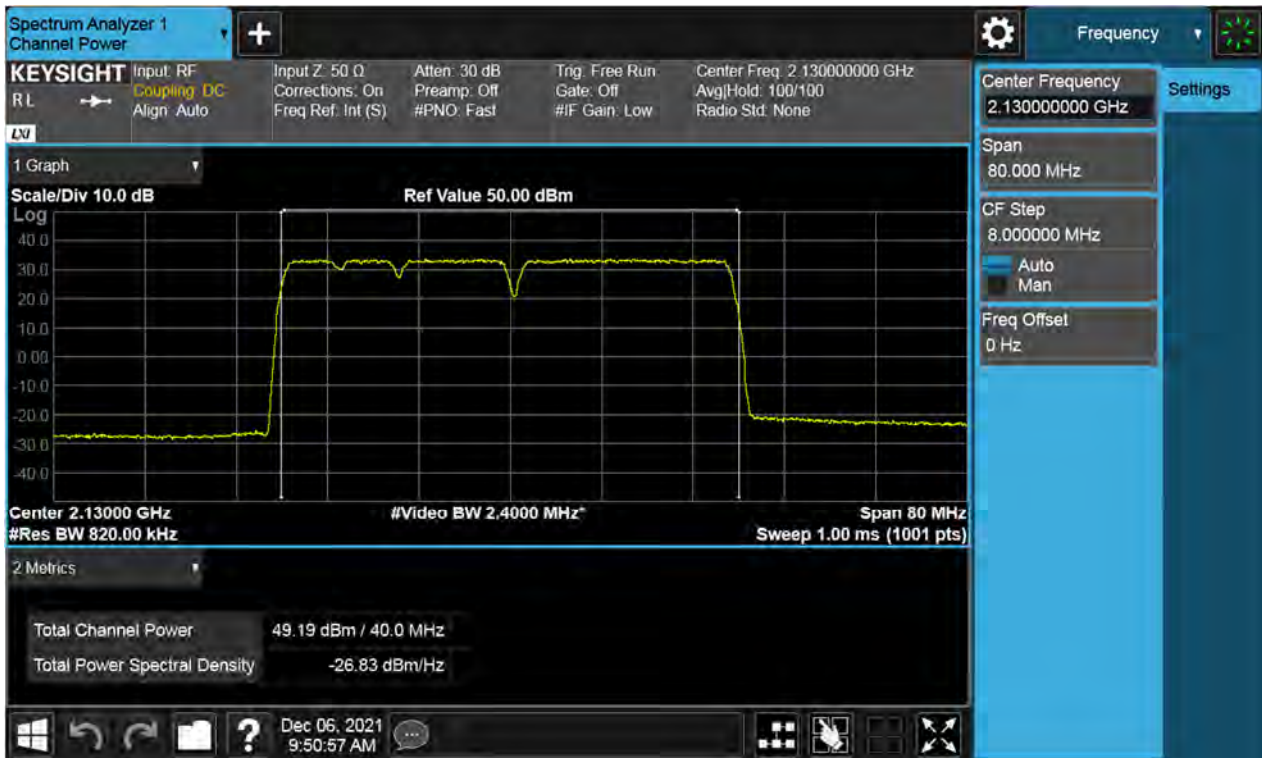 Spectrum Analyzer 1
Channel Power
+
Frequency
KEYSIGHT
RL
LXI
Input: RF
Coupling: DC
Align: Auto
Input Z: 50 Ω
Corrections: On
Freq Ref: Int (S)
Atten: 30 dB
Preamp: Off
#PNO: Fast
Trig: Free Run
Gate: Off
#IF Gain: Low
Center Freq: 2.130000000 GHz
Avg|Hold: 100/100
Radio Std: None
Center Frequency
2.130000000 GHz
Settings
Span
80.000 MHz
CF Step
8.000000 MHz
Auto
Man
Freq Offset
0 Hz
1 Graph
Scale/Div 10.0 dB
Ref Value 50.00 dBm
Log
40.0
30.0
20.0
10.0
0.00
-10.0
-20.0
-30.0
-40.0
Center 2.13000 GHz
#Video BW 2.4000 MHz*
Span 80 MHz
#Res BW 820.00 kHz
Sweep 1.00 ms (1001 pts)
2 Metrics
Total Channel Power
49.19 dBm / 40.0 MHz
Total Power Spectral Density
-26.83 dBm/Hz
?
Dec 06, 2021
9:50:57 AM